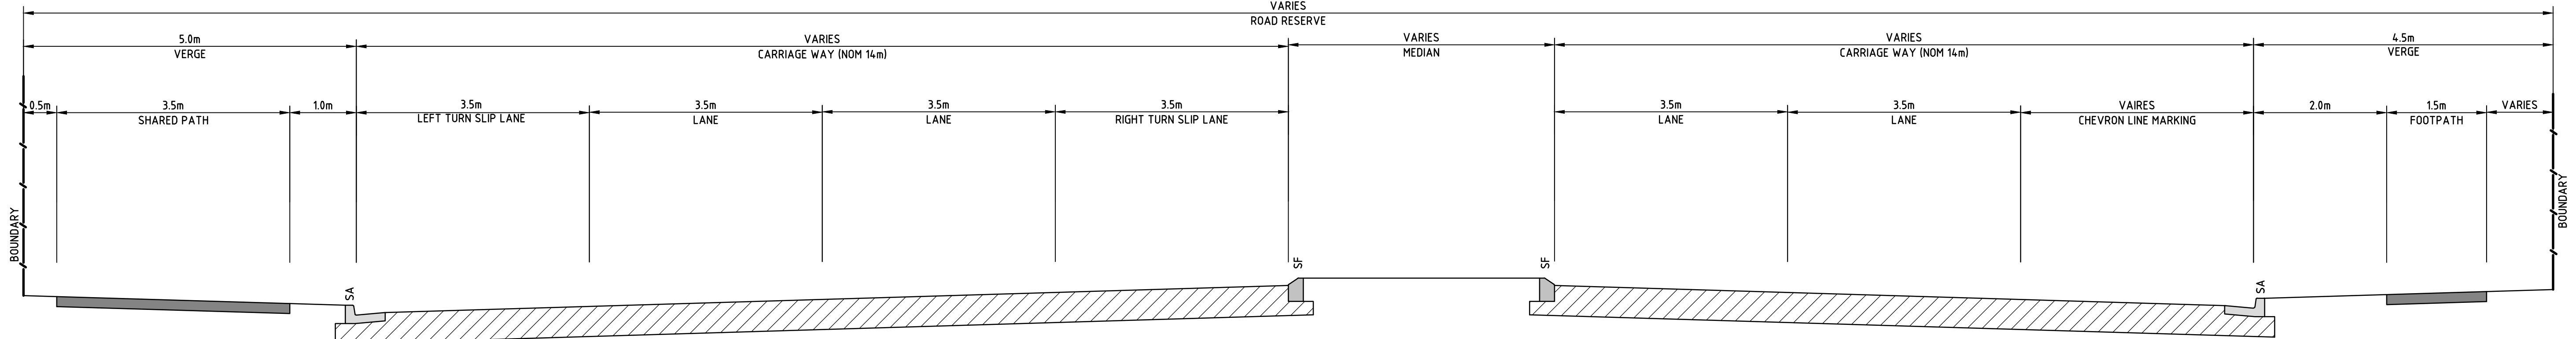 VARIES
ROAD RESERVE
5.0m
VERGE
VARIES
CARRIAGE WAY (NOM 14m)
VARIES
MEDIAN
VARIES
CARRIAGE WAY (NOM 14m)
4.5m
VERGE
0.5m
3.5m
SHARED PATH
1.0m
3.5m
LEFT TURN SLIP LANE
3.5m
LANE
3.5m
LANE
3.5m
RIGHT TURN SLIP LANE
3.5m
LANE
3.5m
LANE
VAIRES
CHEVRON LINE MARKING
2.0m
1.5m
FOOTPATH
VARIES
BOUNDARY
SA
SF
SF
SA
BOUNDARY